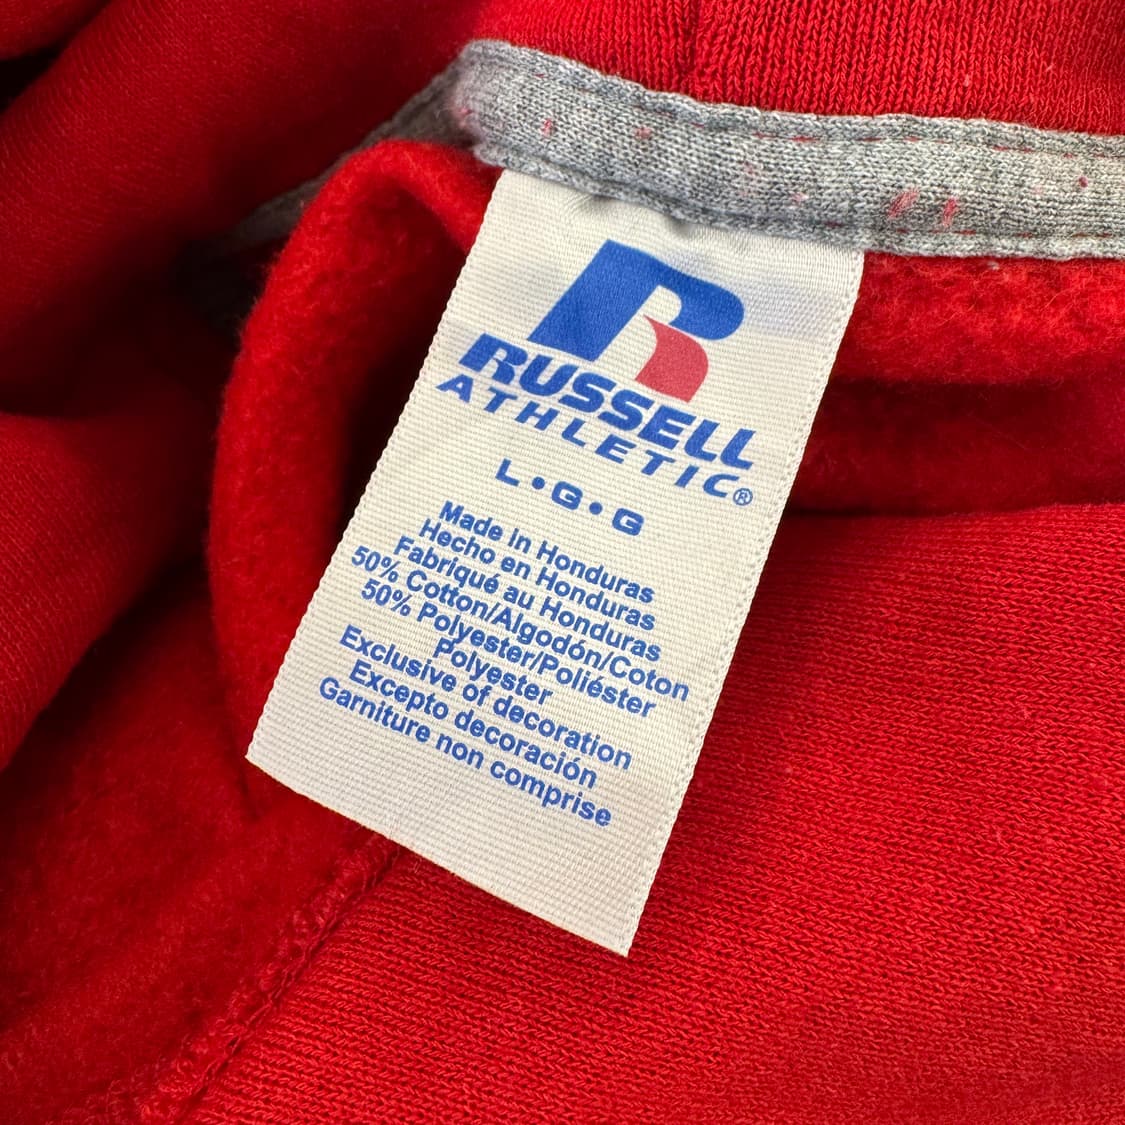 R
RUSSELL
ATHLETIC®
L•G•G
Made in Honduras
Hecho en Honduras
Fabriqué au Honduras
50% Cotton/Algodón/Coton
50% Polyester/Poliéster
Polyester
Exclusive of decoration
Excepto decoración
Garniture non comprise